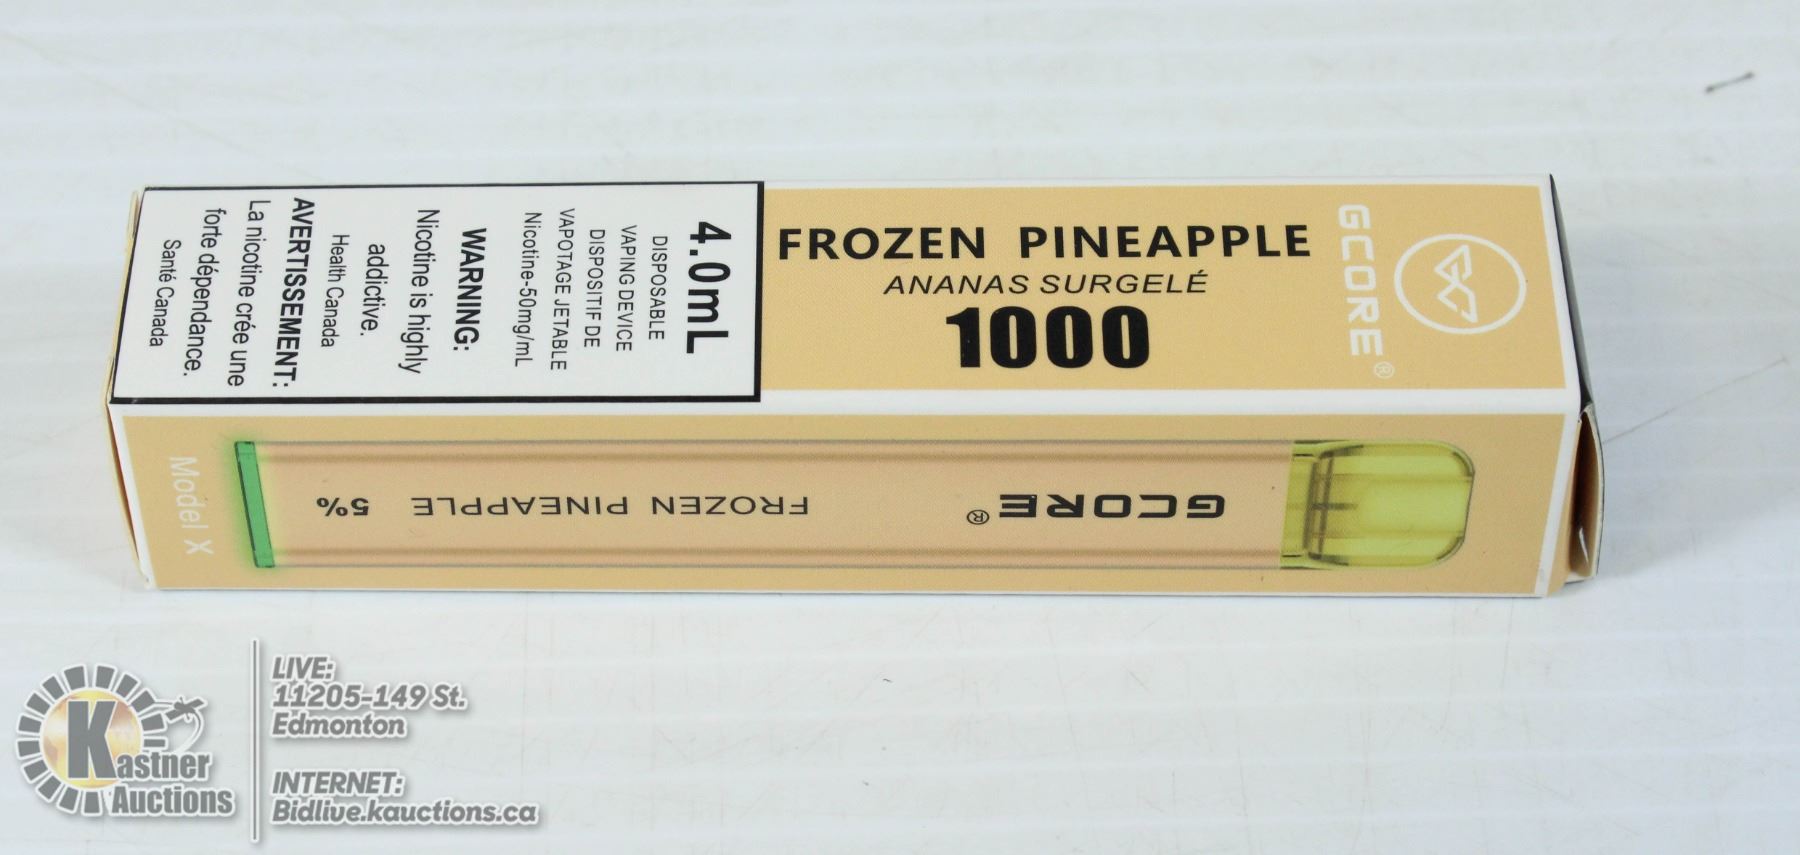 4.0mL
DISPOSABLE
VAPING DEVICE
DISPOSITIF DE
VAPOTAGE JETABLE
Nicotine-50mg/mL
WARNING:
Nicotine is highly
addictive.
Health Canada
AVERTISSEMENT:
La nicotine crée une
forte dépendance.
Santé Canada
FROZEN PINEAPPLE
ANANAS SURGELÉ
1000
GCORE®
GCORE®
FROZEN PINEAPPLE 5%
Model X
Kastner
Auctions
LIVE:
11205-149 St.
Edmonton
INTERNET:
Bidlive.kauctions.ca